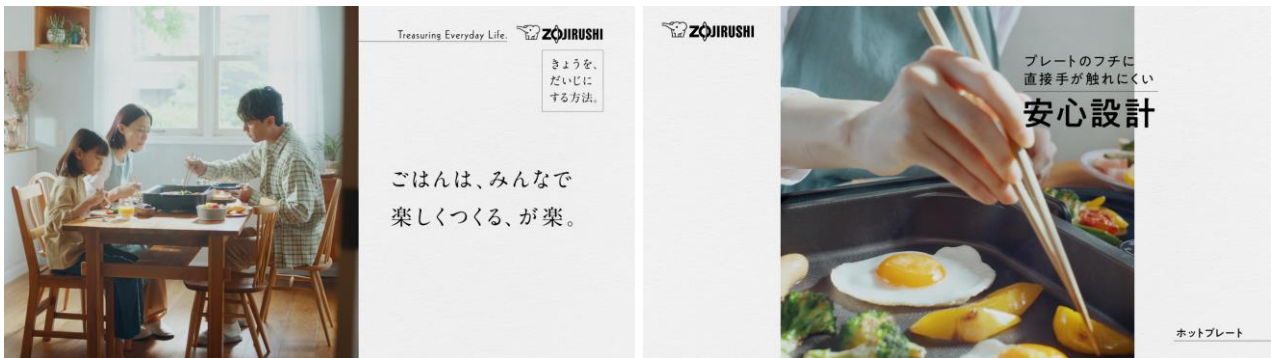 Treasuring Everyday Life.
ZOJIRUSHI
きょうを、
だいじに
する方法。
ごはんは、みんなで
楽しくつくる、が楽。
ZOJIRUSHI
プレートのフチに
直接手が触れにくい
安心設計
ホットプレート